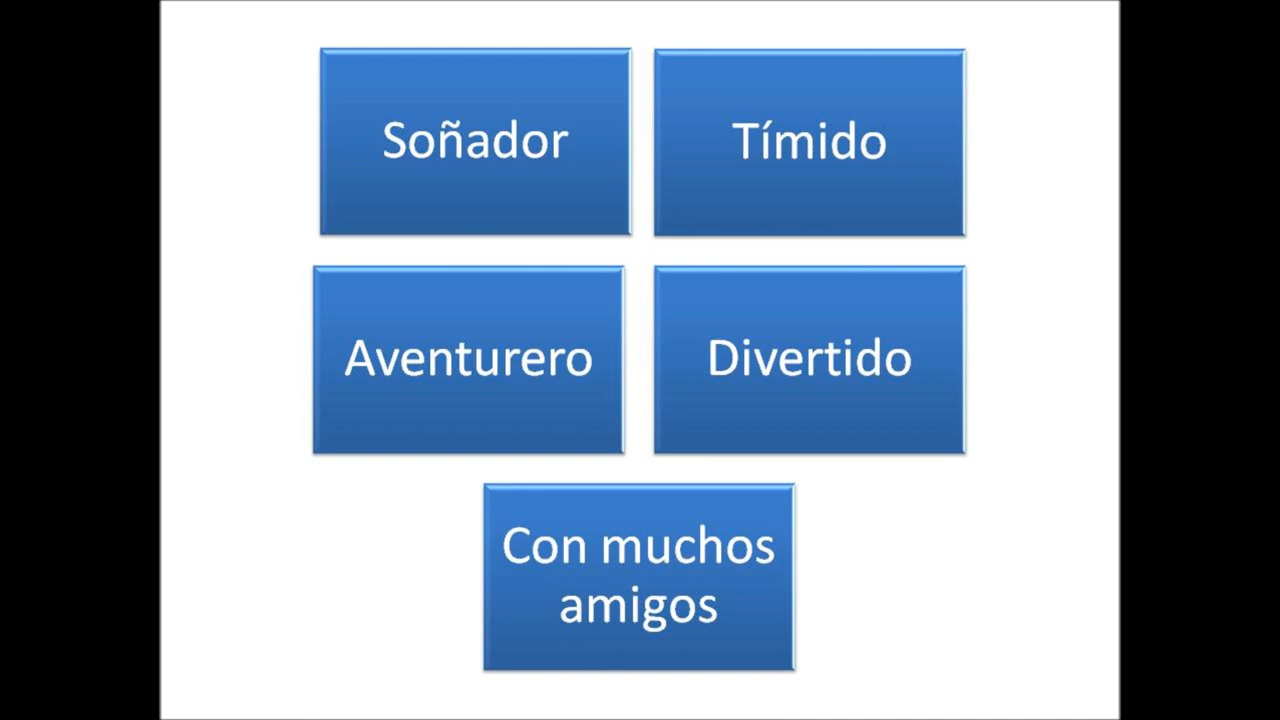 Soñador
Tímido
Aventurero
Divertido
Con muchos
amigos